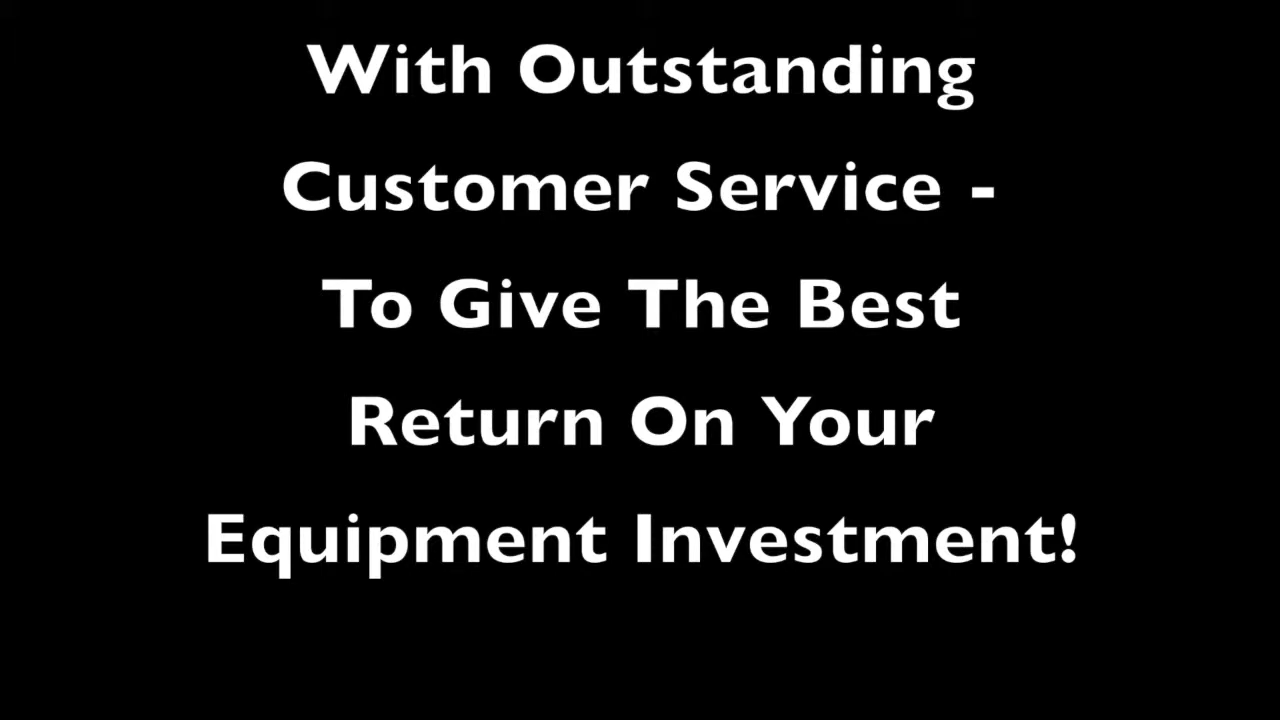 With Outstanding
Customer Service -
To Give The Best
Return On Your
Equipment Investment!